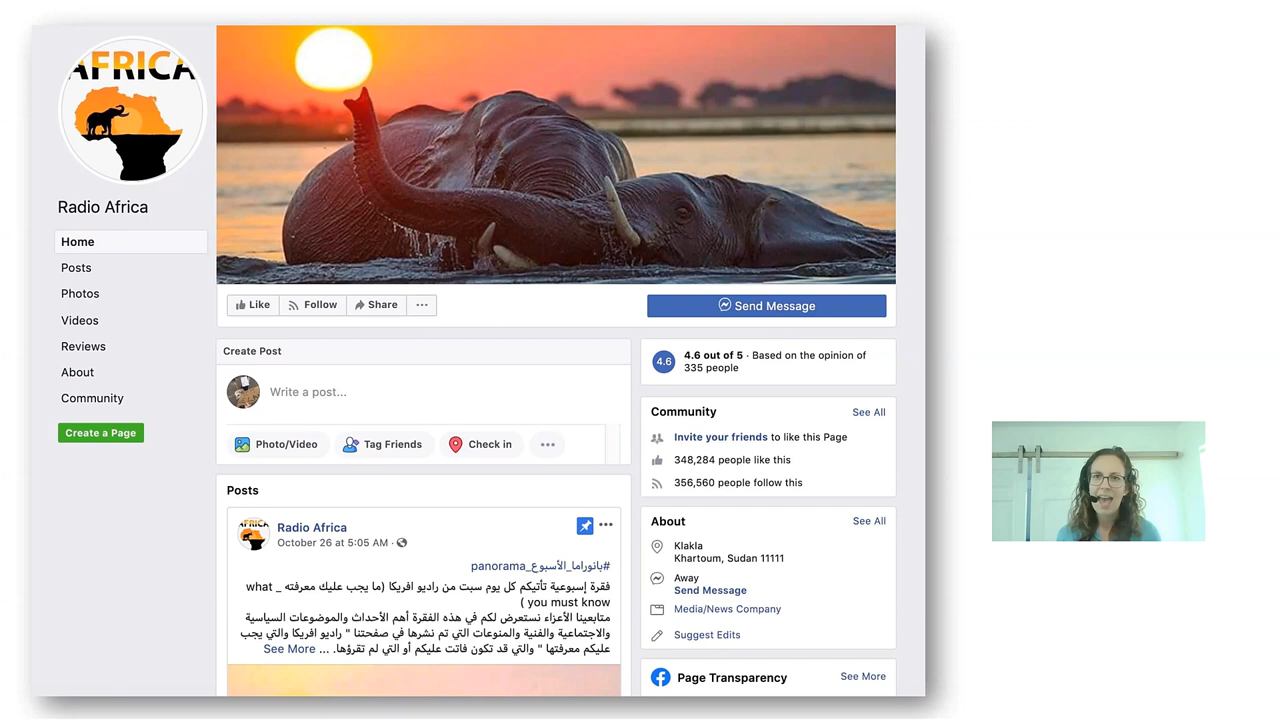 AFRICA
Radio Africa
Home
Posts
Photos
Videos
Reviews
About
Community
Create a Page
Like
Follow
Share
Send Message
Create Post
Write a post...
Photo/Video
Tag Friends
Check in
Posts
Radio Africa
October 26 at 5:05 AM
#بانوراما_الأسبوع_panorama
فقرة إسبوعية تأتيكم كل يوم سبت من راديو افريكا (ما يجب عليك معرفته _ what
you must know )
متابعينا الأعزاء نستعرض لكم في هذه الفقرة أهم الأحداث والموضوعات السياسية
والاجتماعية والفنية والمنوعات التي تم نشرها في صفحتنا " راديو افريكا والتي يجب
عليكم معرفتها " والتي قد تكون فاتت عليكم أو التي لم تقرؤها. ... See More
4.6
4.6 out of 5 · Based on the opinion of
335 people
Community
See All
Invite your friends to like this Page
348,284 people like this
356,560 people follow this
About
See All
Klakla
Khartoum, Sudan 11111
Away
Send Message
Media/News Company
Suggest Edits
Page Transparency
See More